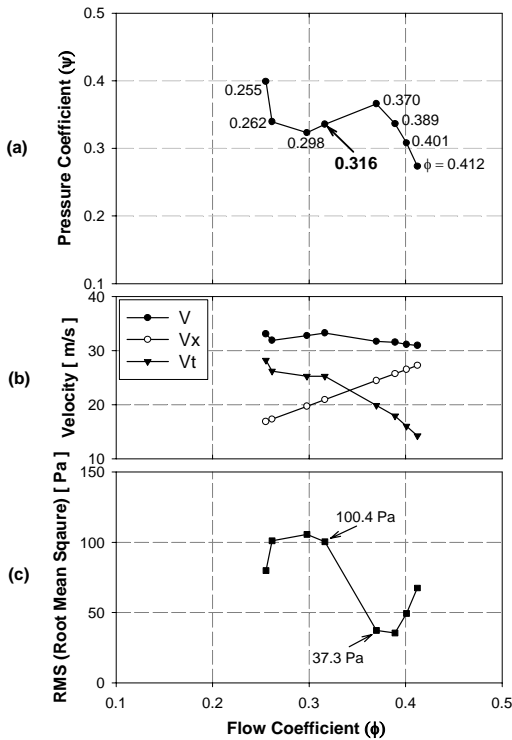 0.5
0.4
0.3
0.2
0.1
Pressure Coefficient (ψ)
(a)
0.255
0.262
0.298
0.316
0.370
0.389
0.401
ϕ = 0.412
40
30
20
10
Velocity [ m/s ]
(b)
V
Vx
Vt
150
100
50
0
RMS (Root Mean Sqaure) [ Pa ]
(c)
100.4 Pa
37.3 Pa
0.1 0.2 0.3 0.4 0.5
Flow Coefficient (ϕ)